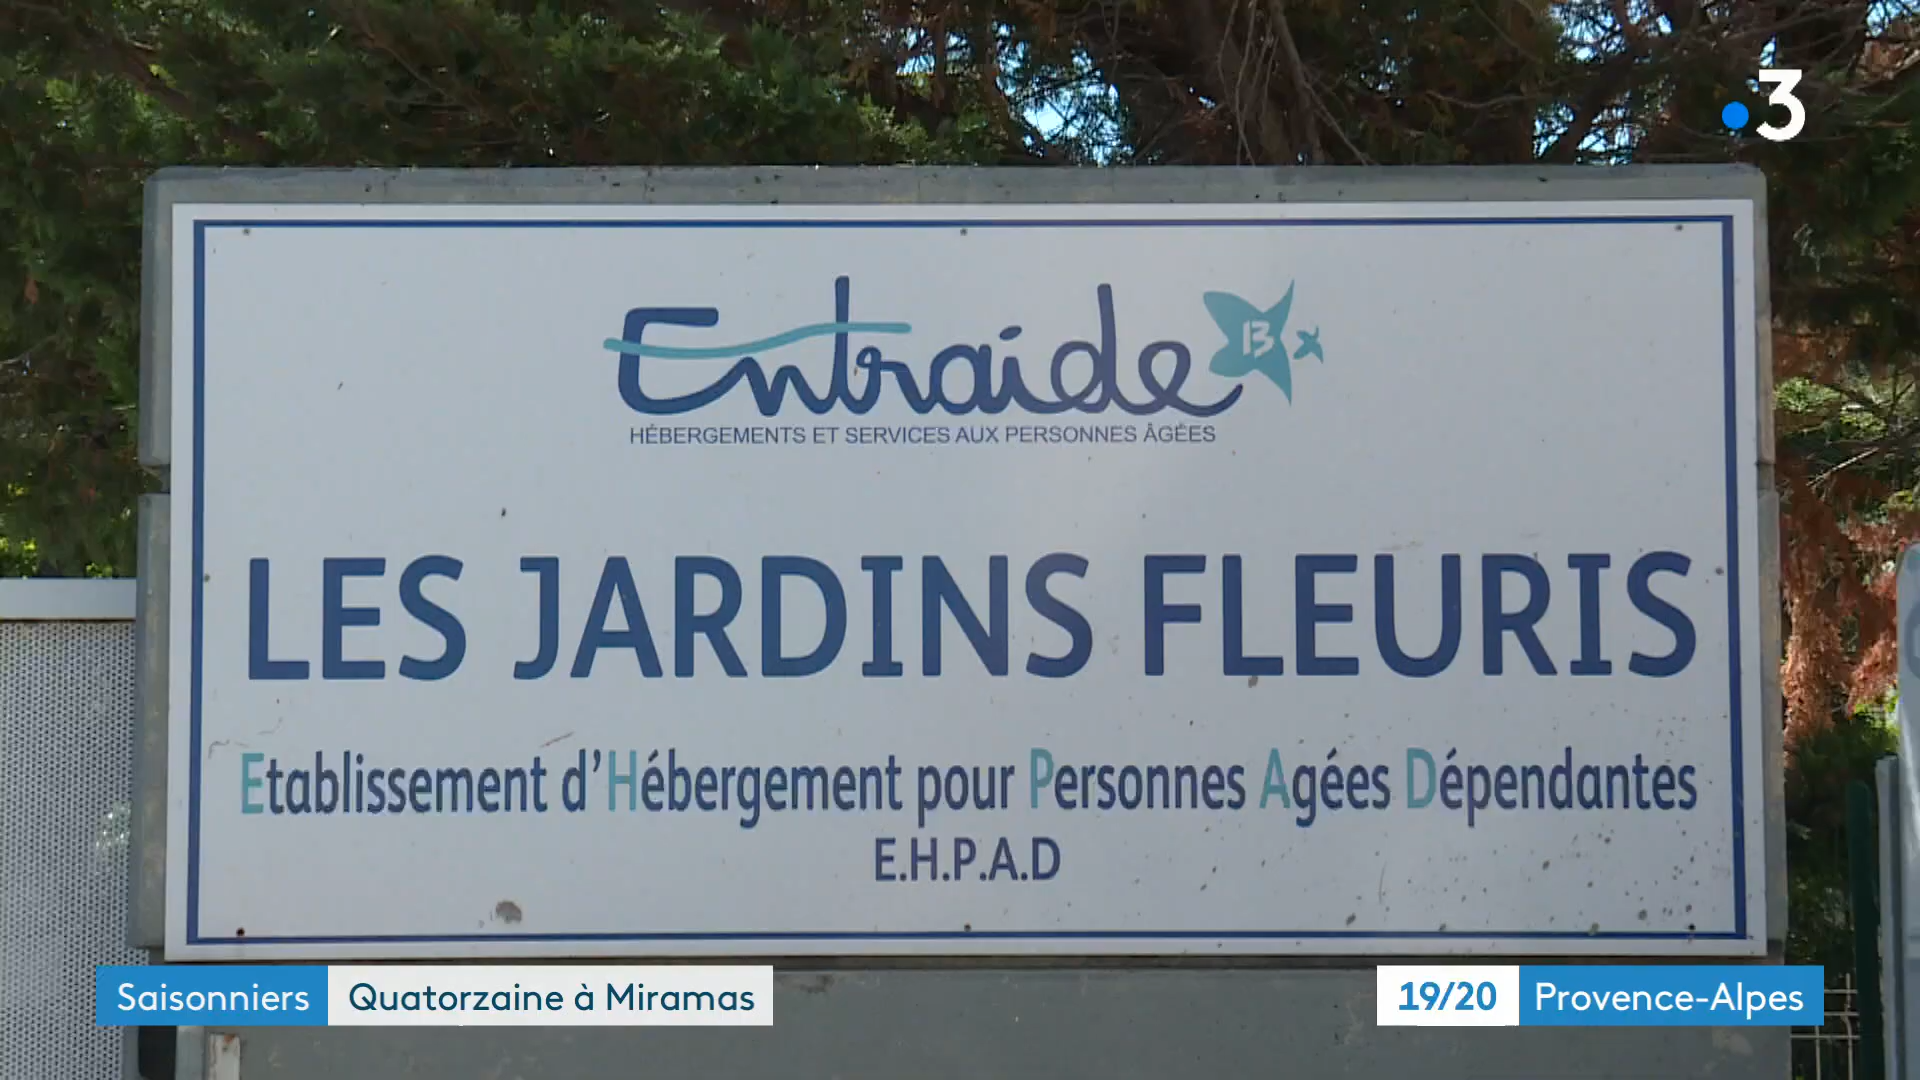 3
Entraide 13
HÉBERGEMENTS ET SERVICES AUX PERSONNES ÂGÉES
LES JARDINS FLEURIS
Etablissement d'Hébergement pour Personnes Agées Dépendantes
E.H.P.A.D
Saisonniers Quatorzaine à Miramas
19/20 Provence-Alpes